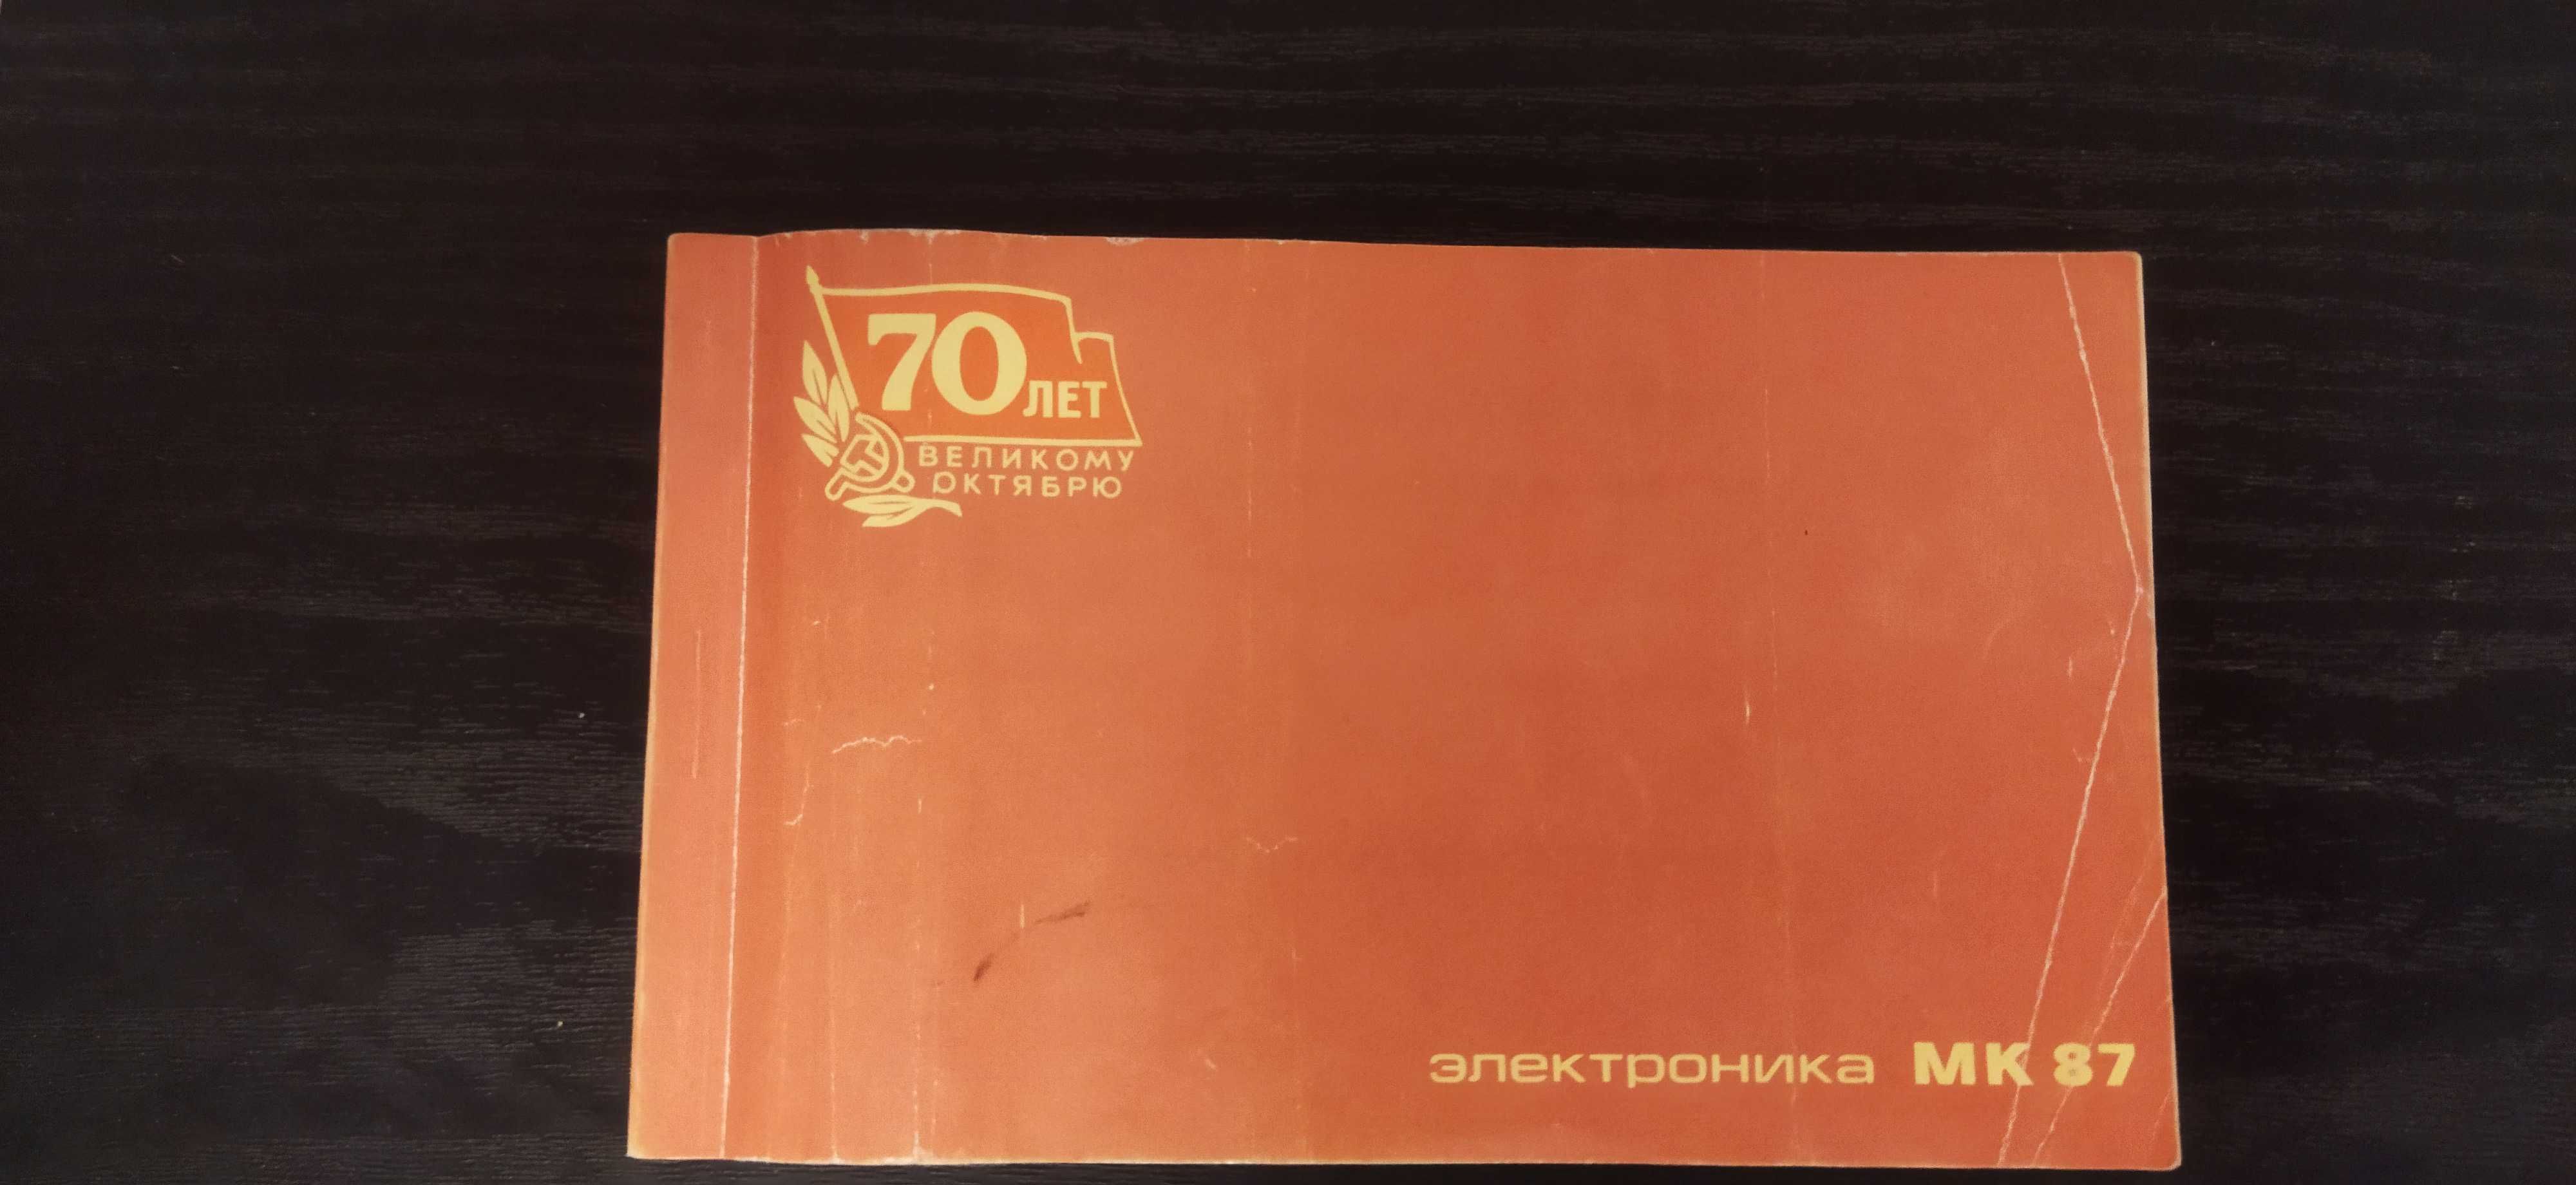 70 ЛЕТ
ВЕЛИКОМУ
ОКТЯБРЮ
электроника МК 87